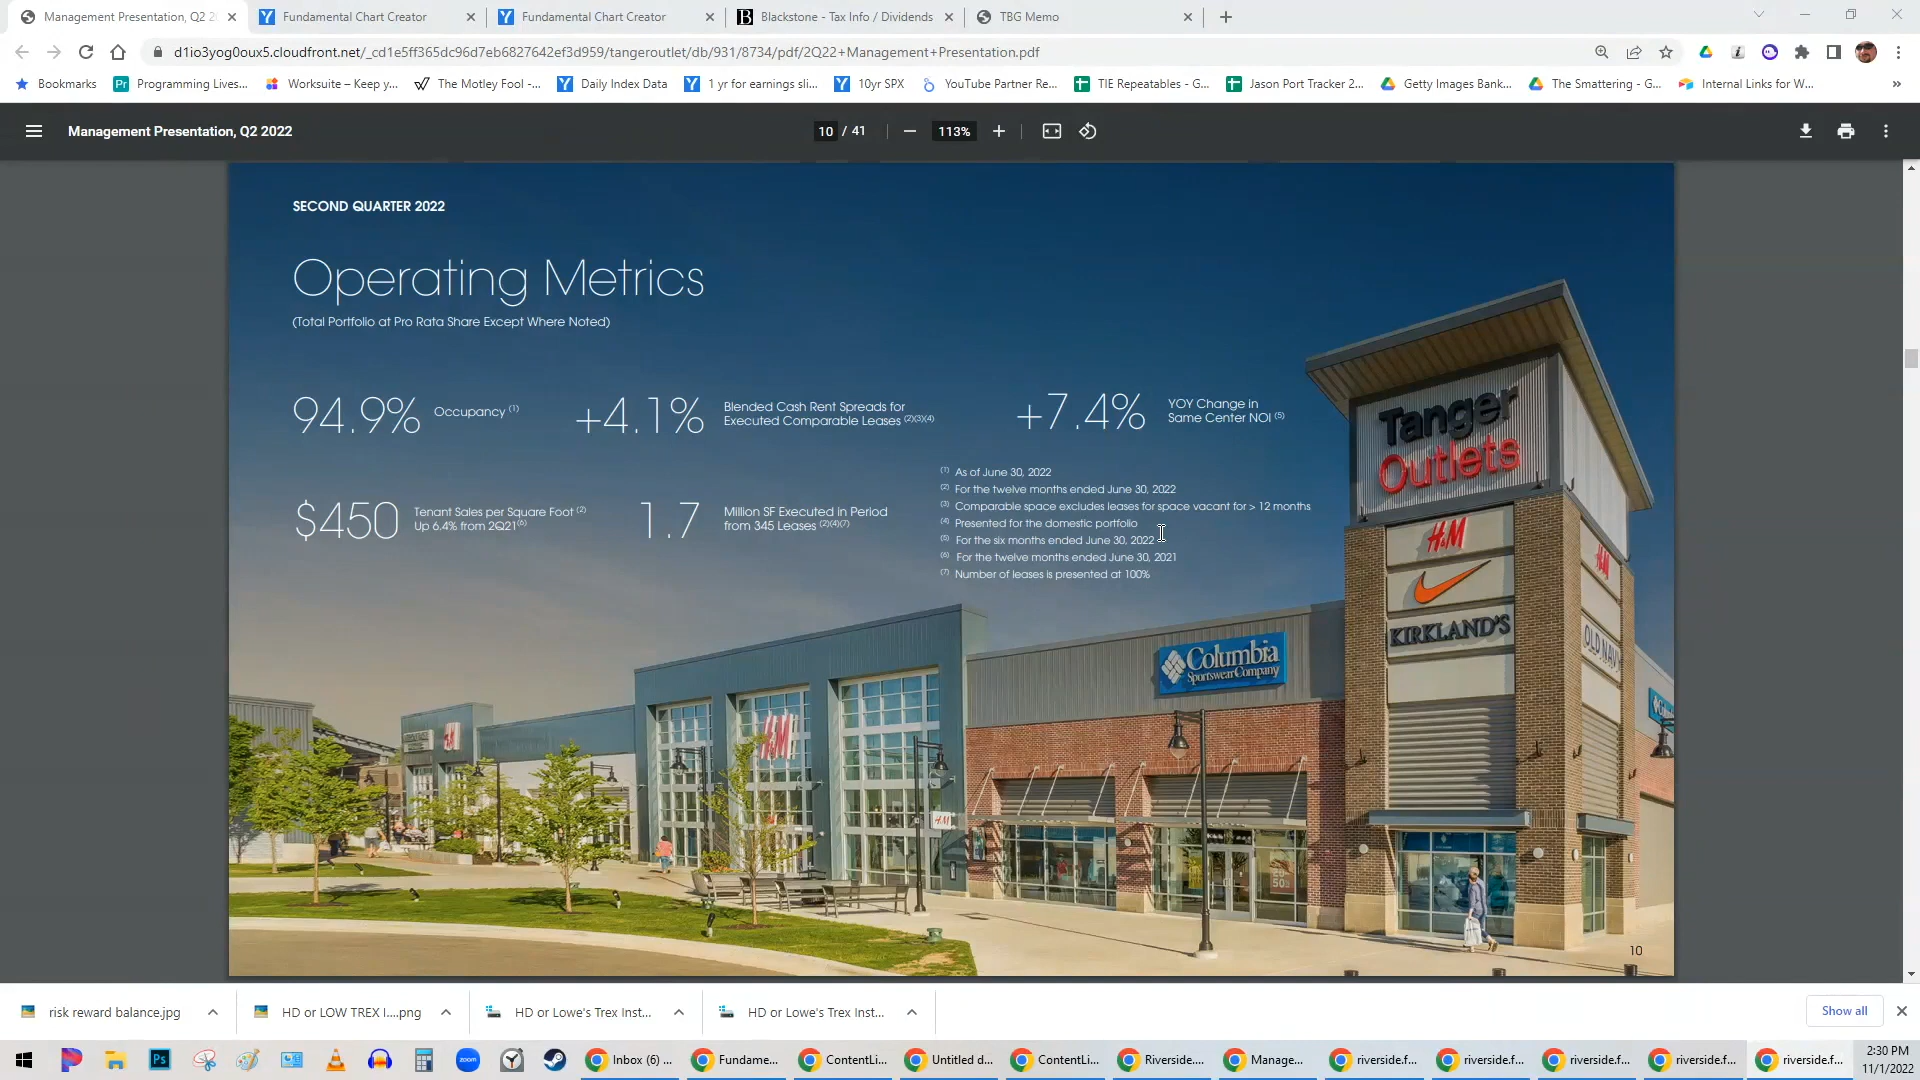 Management Presentation, Q2 2
Fundamental Chart Creator
Fundamental Chart Creator
Blackstone - Tax Info / Dividends
TBG Memo
d1io3yog0oux5.cloudfront.net/_cd1e5ff365dc96d7eb6827642ef3d959/tangeroutlet/db/931/8734/pdf/2Q22+Management+Presentation.pdf
Bookmarks
Programming Lives...
Worksuite – Keep y...
The Motley Fool -...
Daily Index Data
1 yr for earnings sli...
10yr SPX
YouTube Partner Re...
TIE Repeatables - G...
Jason Port Tracker 2...
Getty Images Bank...
The Smattering - G...
Internal Links for W...
Management Presentation, Q2 2022
10 / 41
113%
SECOND QUARTER 2022
Operating Metrics
(Total Portfolio at Pro Rata Share Except Where Noted)
94.9% Occupancy (1)
+4.1% Blended Cash Rent Spreads for
Executed Comparable Leases (2)(3)(4)
+7.4% YOY Change in
Same Center NOI (5)
$450 Tenant Sales per Square Foot (2)
Up 6.4% from 2Q21(6)
1.7 Million SF Executed in Period
from 345 Leases (2)(4)(7)
(1) As of June 30, 2022
(2) For the twelve months ended June 30, 2022
(3) Comparable space excludes leases for space vacant for > 12 months
(4) Presented for the domestic portfolio
(5) For the six months ended June 30, 2022
(6) For the twelve months ended June 30, 2021
(7) Number of leases is presented at 100%
Tanger
Outlets
H&M
KIRKLAND'S
H&M
OLD NAVY
Columbia
Sportswear Company
H&M
H&M
H&M
10
risk reward balance.jpg
HD or LOW TREX I....png
HD or Lowe's Trex Inst...
HD or Lowe's Trex Inst...
Show all
Inbox (6) ...
Fundame...
ContentLi...
Untitled d...
ContentLi...
Riverside....
Manage...
riverside.f...
riverside.f...
riverside.f...
riverside.f...
riverside.f...
2:30 PM
11/1/2022